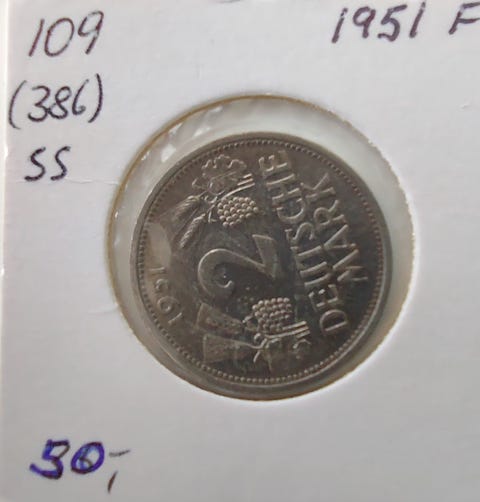 109
1951 F
(386)
SS
2
DEUTSCHE
MARK
1951
50,-